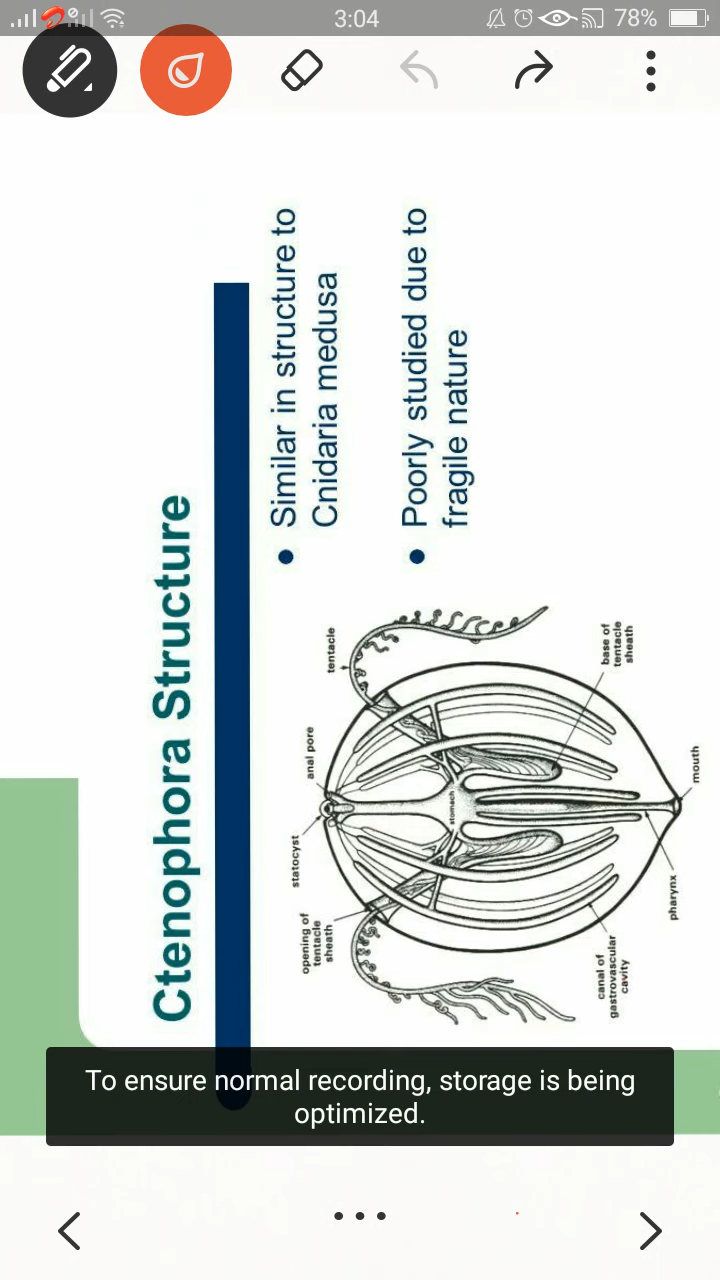 3:04
78%
Ctenophora Structure
• Similar in structure to
Cnidaria medusa
• Poorly studied due to
fragile nature
tentacle
anal pore
statocyst
opening of
tentacle
sheath
stomach
base of
tentacle
sheath
mouth
pharynx
canal of
gastrovascular
cavity
To ensure normal recording, storage is being
optimized.